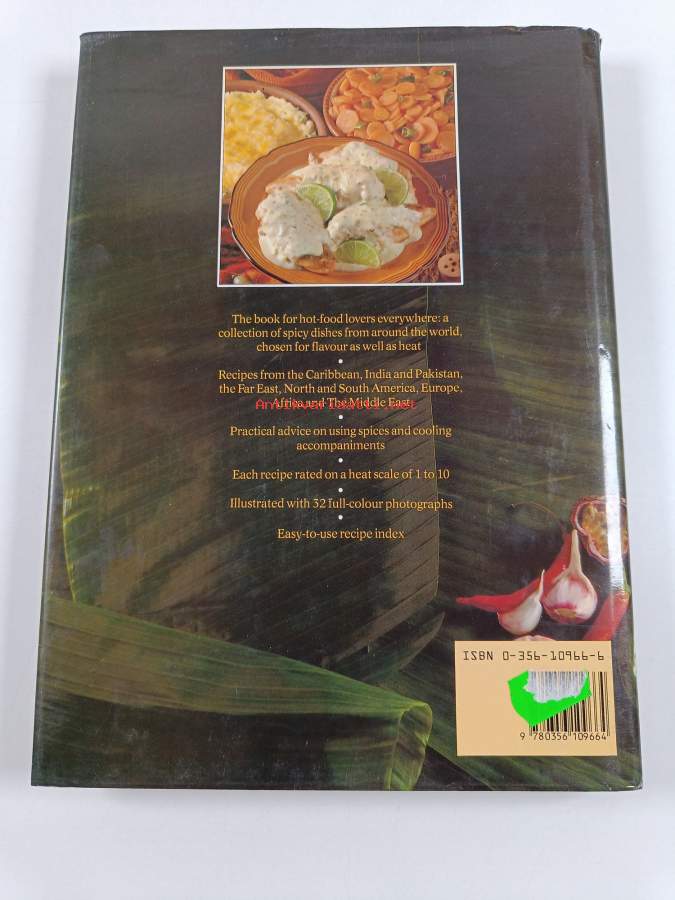 The book for hot-food lovers everywhere: a
collection of spicy dishes from around the world,
chosen for flavour as well as heat
•
Recipes from the Caribbean, India and Pakistan,
the Far East, North and South America, Europe,
Africa and The Middle East
•
Practical advice on using spices and cooling
accompaniments
•
Each recipe rated on a heat scale of 1 to 10
•
Illustrated with 32 full-colour photographs
•
Easy-to-use recipe index
ISBN 0-356-10966-6
9 780356 109664